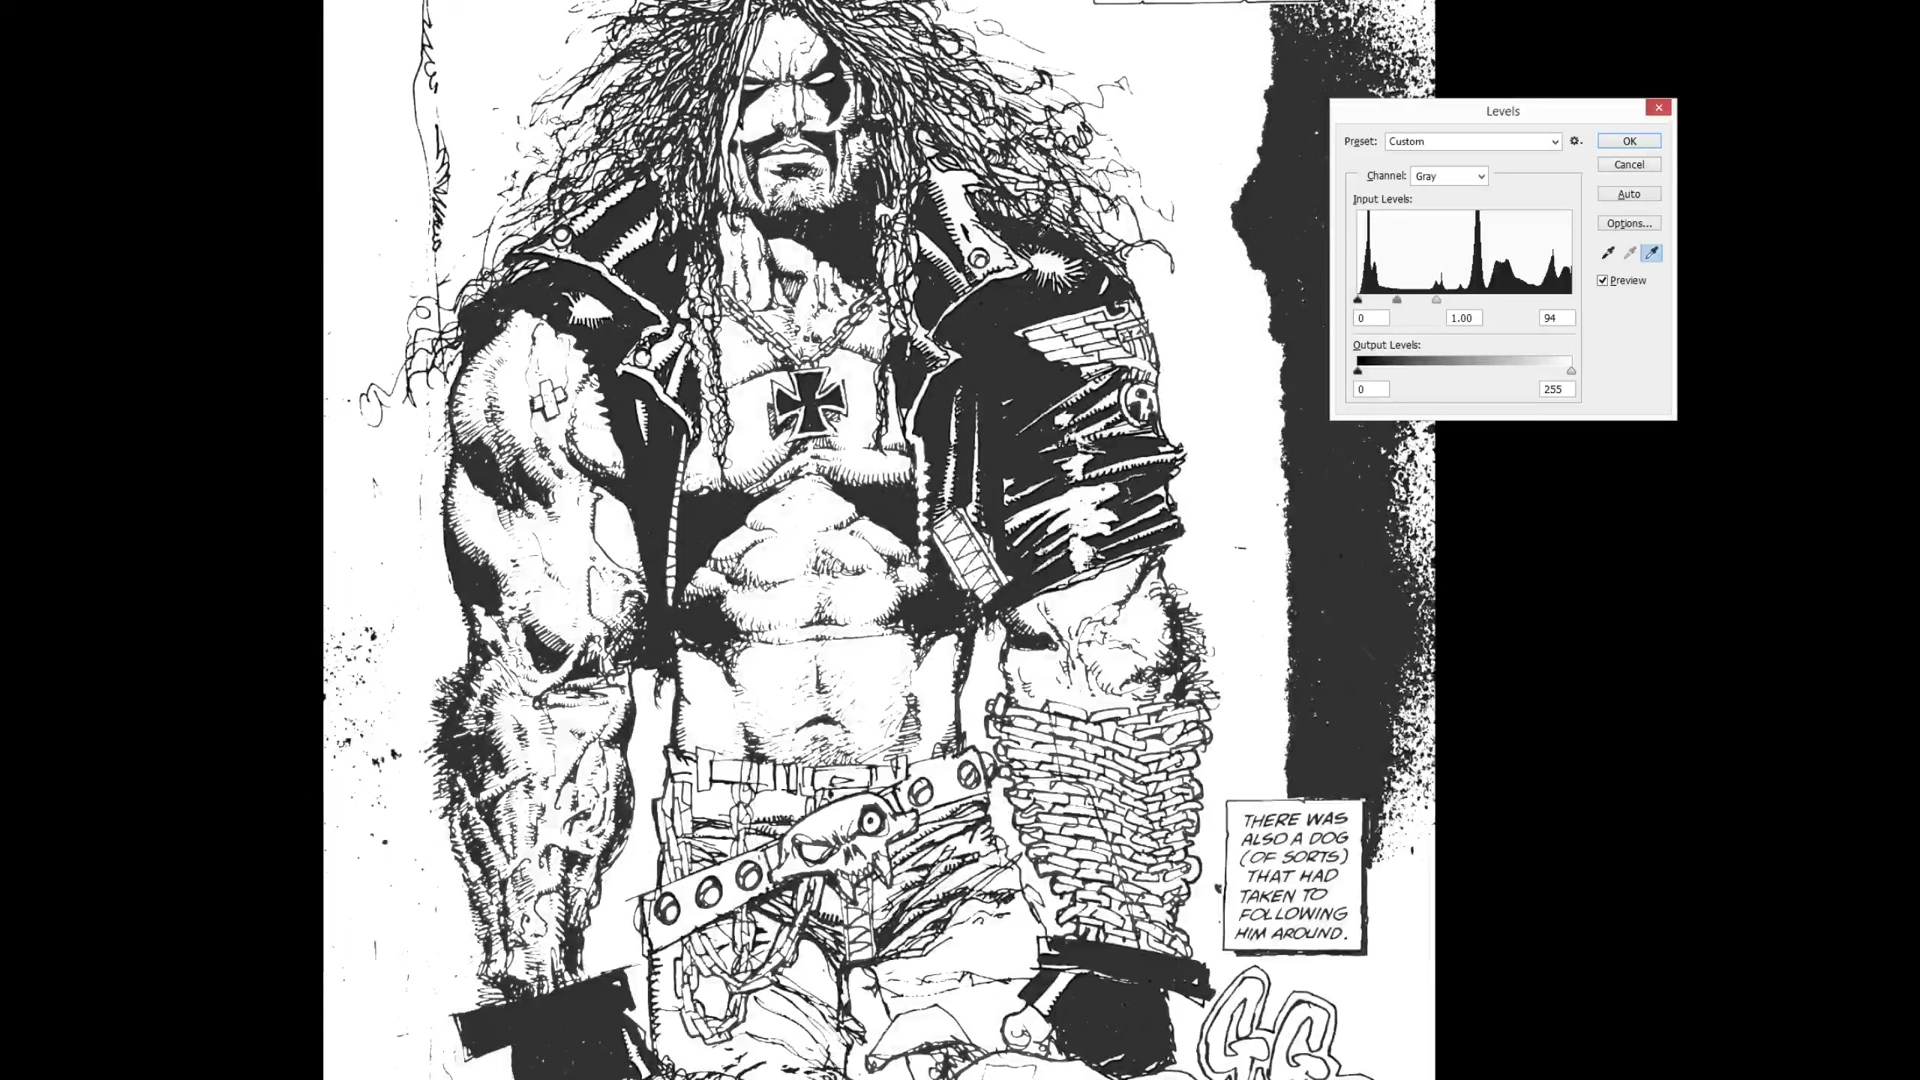 Levels
Preset: Custom
OK
Cancel
Channel: Gray
Auto
Input Levels:
Options...
Preview
0 1.00 94
Output Levels:
0 255
THERE WAS
ALSO A DOG
(OF SORTS)
THAT HAD
TAKEN TO
FOLLOWING
HIM AROUND.